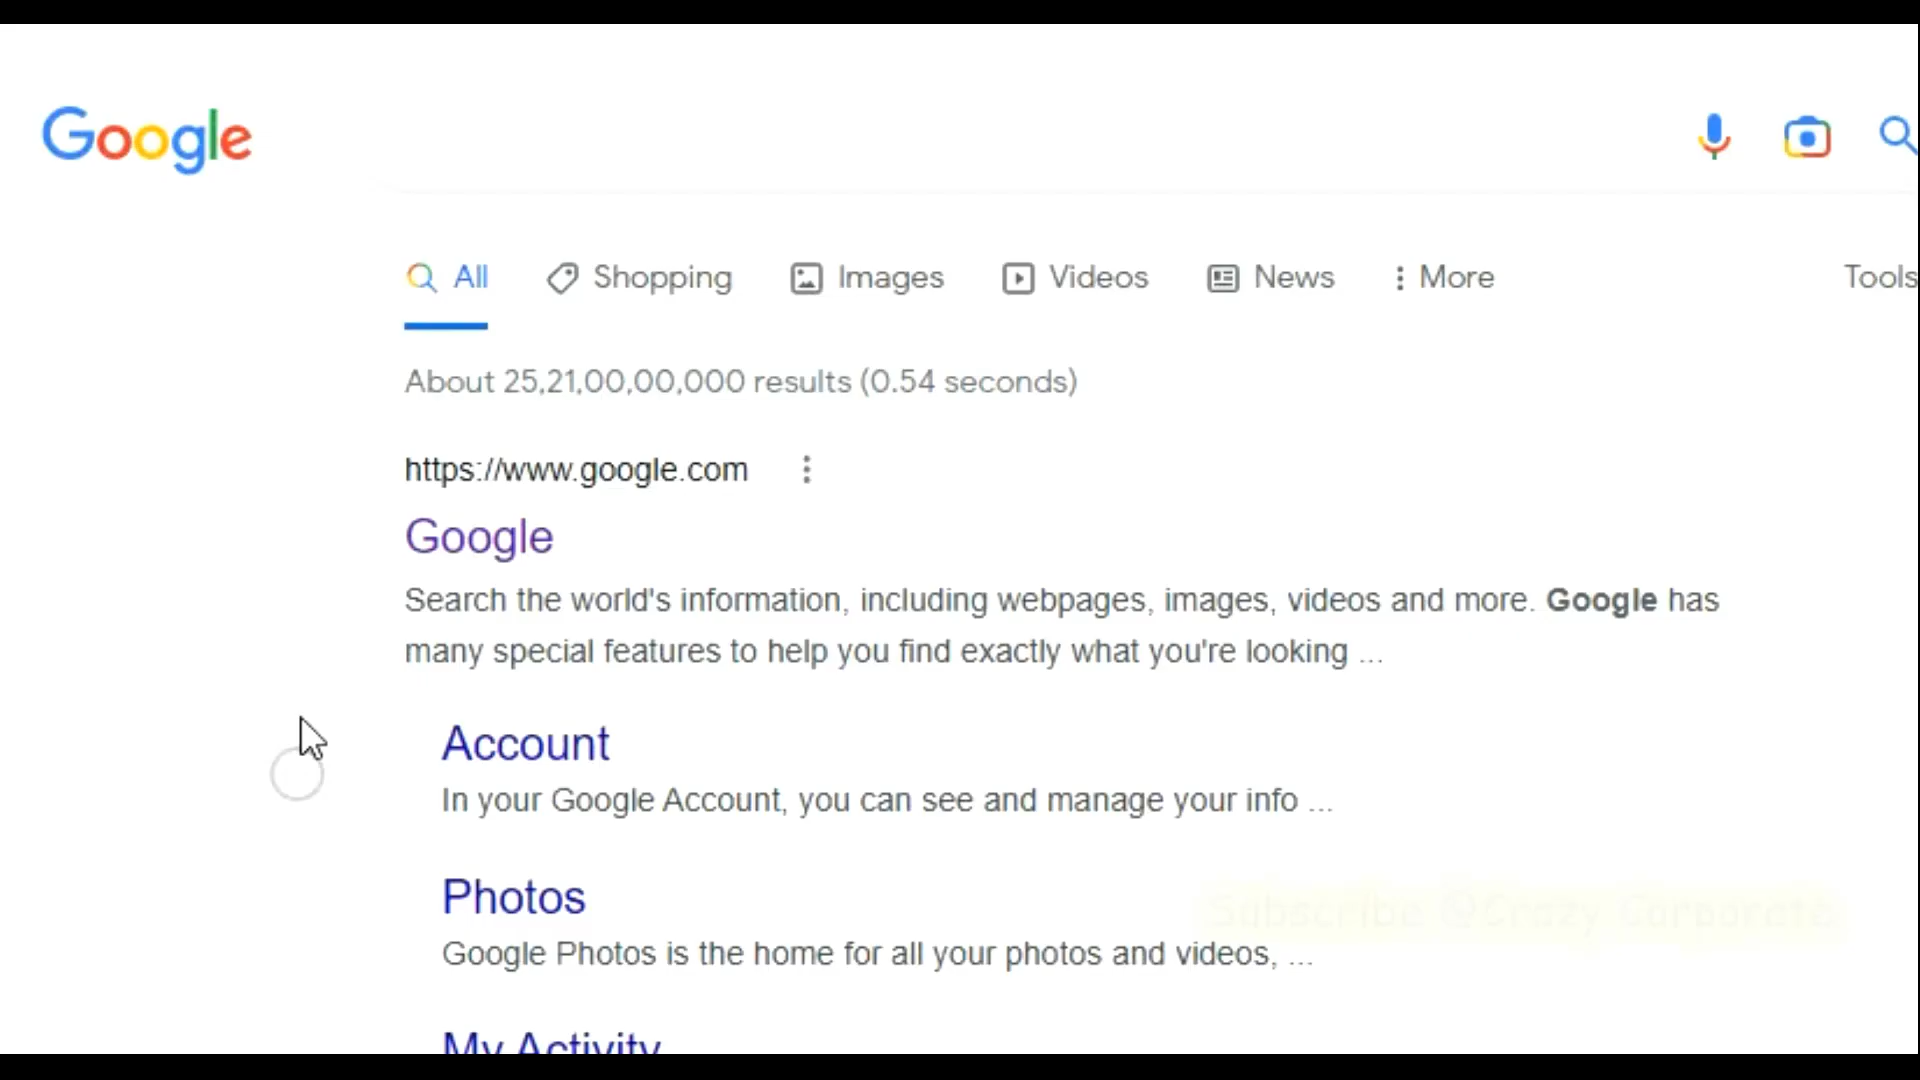 Google
All Shopping Images Videos News More Tools
About 25,21,00,00,000 results (0.54 seconds)
https://www.google.com
Google
Search the world's information, including webpages, images, videos and more. Google has
many special features to help you find exactly what you're looking ...
Account
In your Google Account, you can see and manage your info ...
Photos
Subscribe @Crazy Corporate
Google Photos is the home for all your photos and videos, ...
My Activity